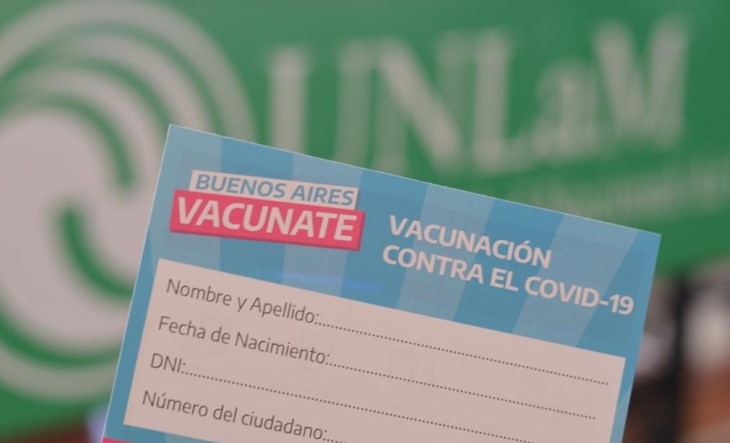 UNLaM
BUENOS AIRES
VACUNATE
VACUNACIÓN
CONTRA EL COVID-19
Nombre y Apellido:
Fecha de Nacimiento:
DNI:
Número del ciudadano: